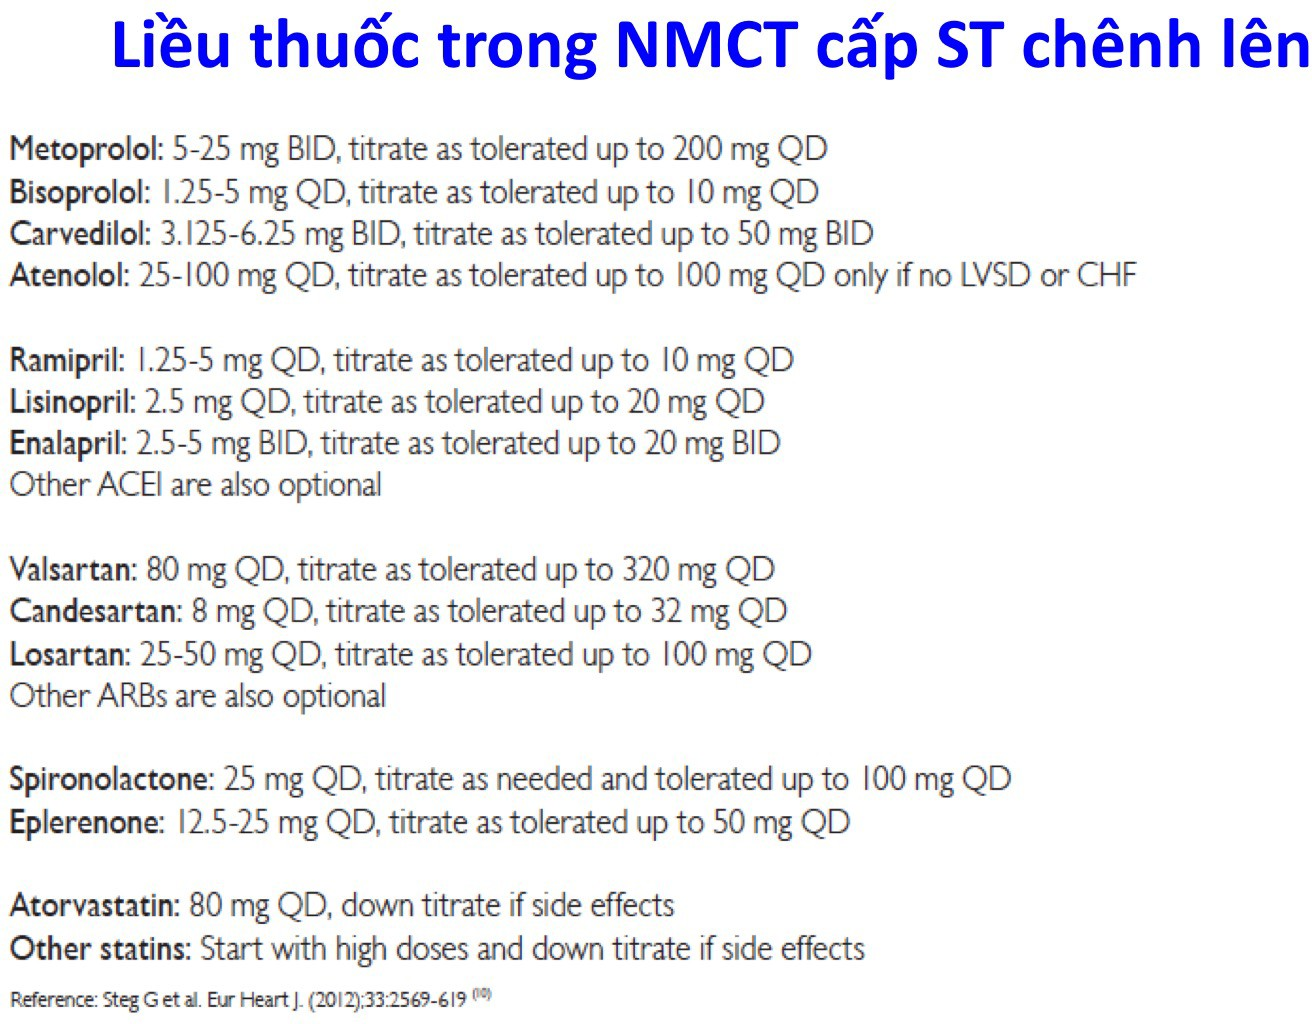 Liều thuốc trong NMCT cấp ST chênh lên
Metoprolol: 5-25 mg BID, titrate as tolerated up to 200 mg QD
Bisoprolol: 1.25-5 mg QD, titrate as tolerated up to 10 mg QD
Carvedilol: 3.125-6.25 mg BID, titrate as tolerated up to 50 mg BID
Atenolol: 25-100 mg QD, titrate as tolerated up to 100 mg QD only if no LVSD or CHF
Ramipril: 1.25-5 mg QD, titrate as tolerated up to 10 mg QD
Lisinopril: 2.5 mg QD, titrate as tolerated up to 20 mg QD
Enalapril: 2.5-5 mg BID, titrate as tolerated up to 20 mg BID
Other ACEI are also optional
Valsartan: 80 mg QD, titrate as tolerated up to 320 mg QD
Candesartan: 8 mg QD, titrate as tolerated up to 32 mg QD
Losartan: 25-50 mg QD, titrate as tolerated up to 100 mg QD
Other ARBs are also optional
Spironolactone: 25 mg QD, titrate as needed and tolerated up to 100 mg QD
Eplerenone: 12.5-25 mg QD, titrate as tolerated up to 50 mg QD
Atorvastatin: 80 mg QD, down titrate if side effects
Other statins: Start with high doses and down titrate if side effects
Reference: Steg G et al. Eur Heart J. (2012);33:2569-619 (10)